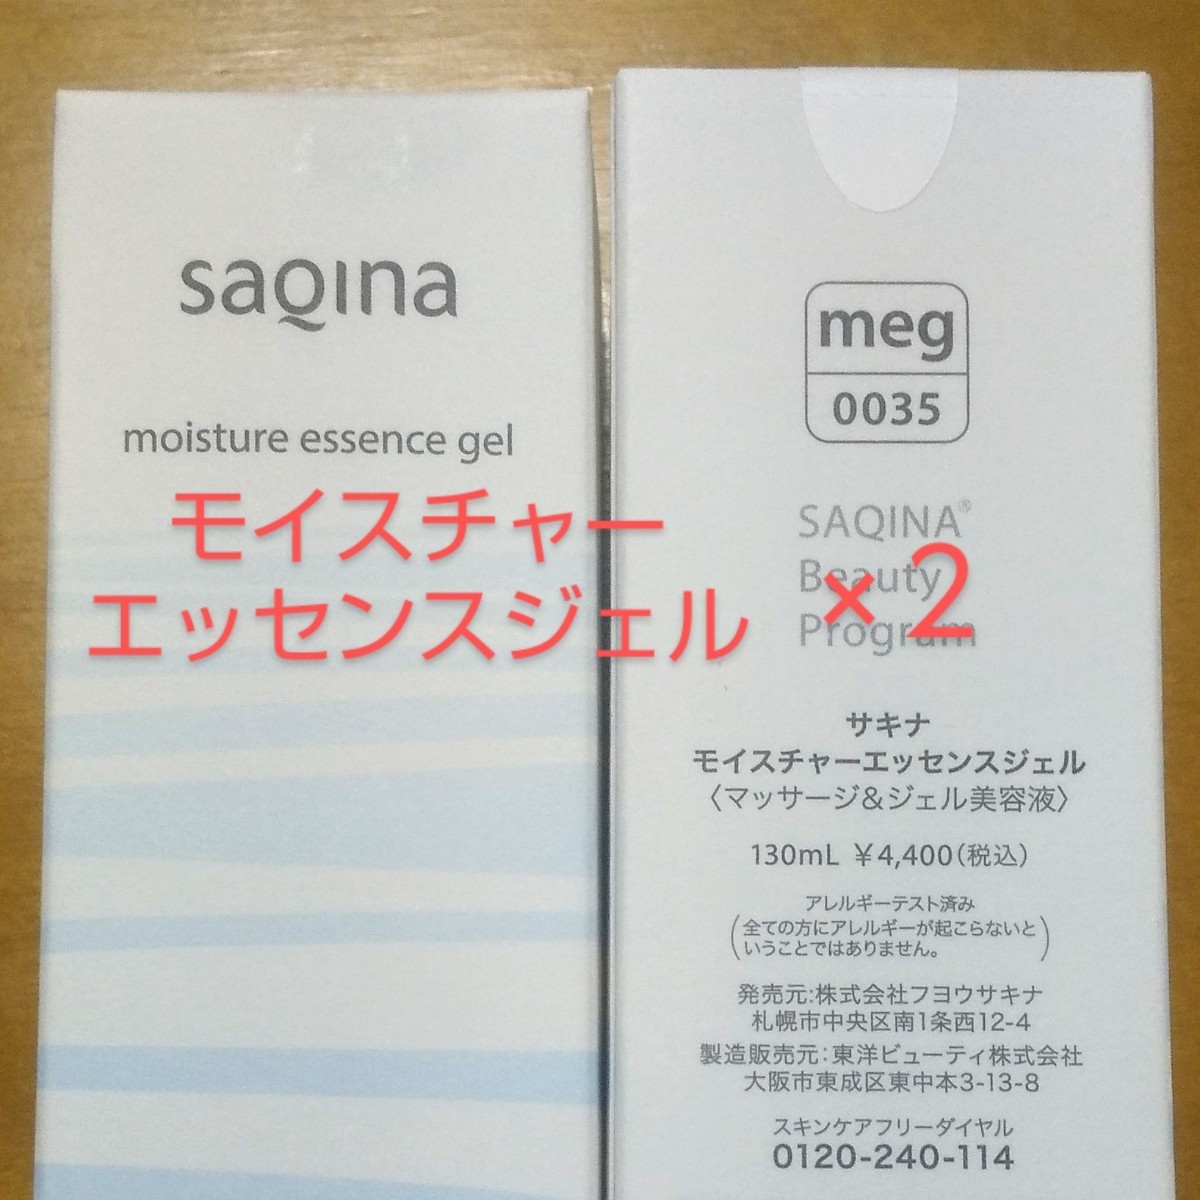 saqina
moisture essence gel
モイスチャー
エッセンスジェル
×2
meg
0035
SAQINA®
Beauty
Program
サキナ
モイスチャーエッセンスジェル
〈マッサージ&ジェル美容液〉
130mL ¥4,400(税込)
アレルギーテスト済み
(全ての方にアレルギーが起こらないと
いうことではありません。)
発売元:株式会社フヨウサキナ
札幌市中央区南1条西12-4
製造販売元:東洋ビューティ株式会社
大阪市東成区東中本3-13-8
スキンケアフリーダイヤル
0120-240-114